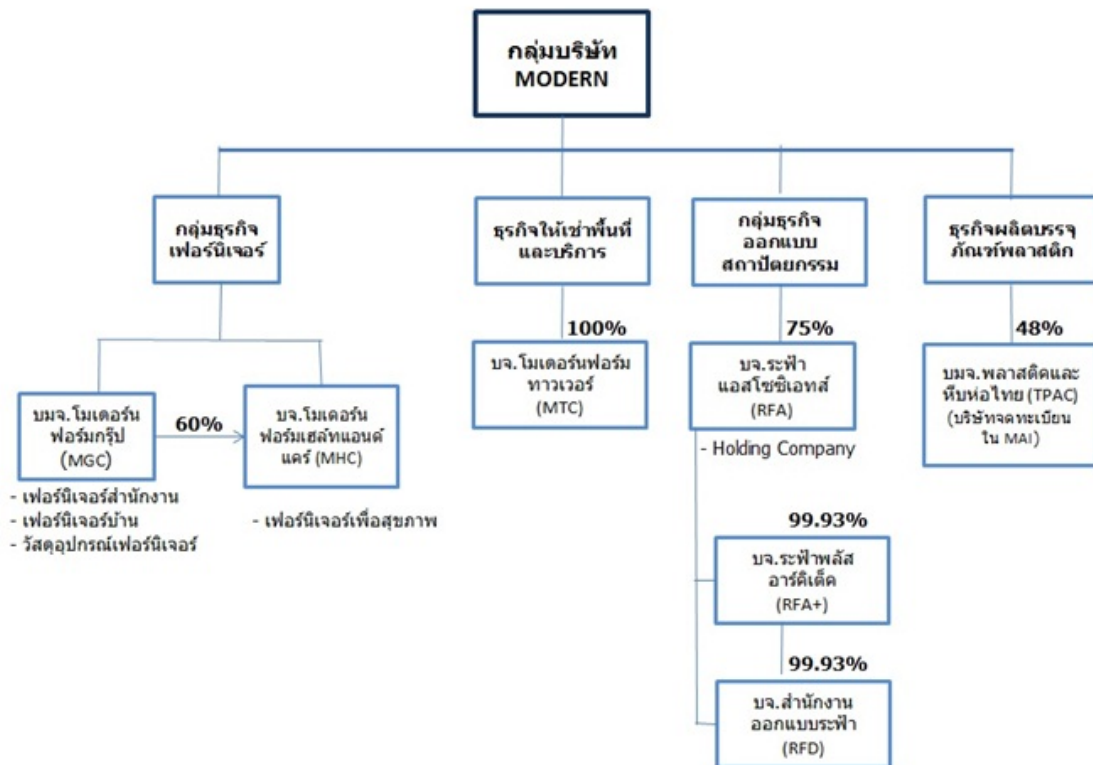 กลุ่มบริษัท
MODERN
กลุ่มธุรกิจ
เฟอร์นิเจอร์
ธุรกิจให้เช่าพื้นที่
และบริการ
กลุ่มธุรกิจ
ออกแบบ
สถาปัตยกรรม
ธุรกิจผลิตบรรจุ
ภัณฑ์พลาสติก
100%
75%
48%
บมจ.โมเดอร์น
ฟอร์มกรุ๊ป
(MGC)
60%
บจ.โมเดอร์น
ฟอร์มเฮล์ทแอนด์
แคร์ (MHC)
บจ.โมเดอร์นฟอร์ม
ทาวเวอร์
(MTC)
บจ.ระฟ้า
แอสโซซิเอทส์
(RFA)
บมจ.พลาสติคและ
หีบห่อไทย (TPAC)
(บริษัทจดทะเบียน
ใน MAI)
- เฟอร์นิเจอร์สำนักงาน
- เฟอร์นิเจอร์บ้าน
- วัสดุอุปกรณ์เฟอร์นิเจอร์
- เฟอร์นิเจอร์เพื่อสุขภาพ
- Holding Company
99.93%
บจ.ระฟ้าพลัส
อาร์คิเต็ค
(RFA+)
99.93%
บจ.สำนักงาน
ออกแบบระฟ้า
(RFD)